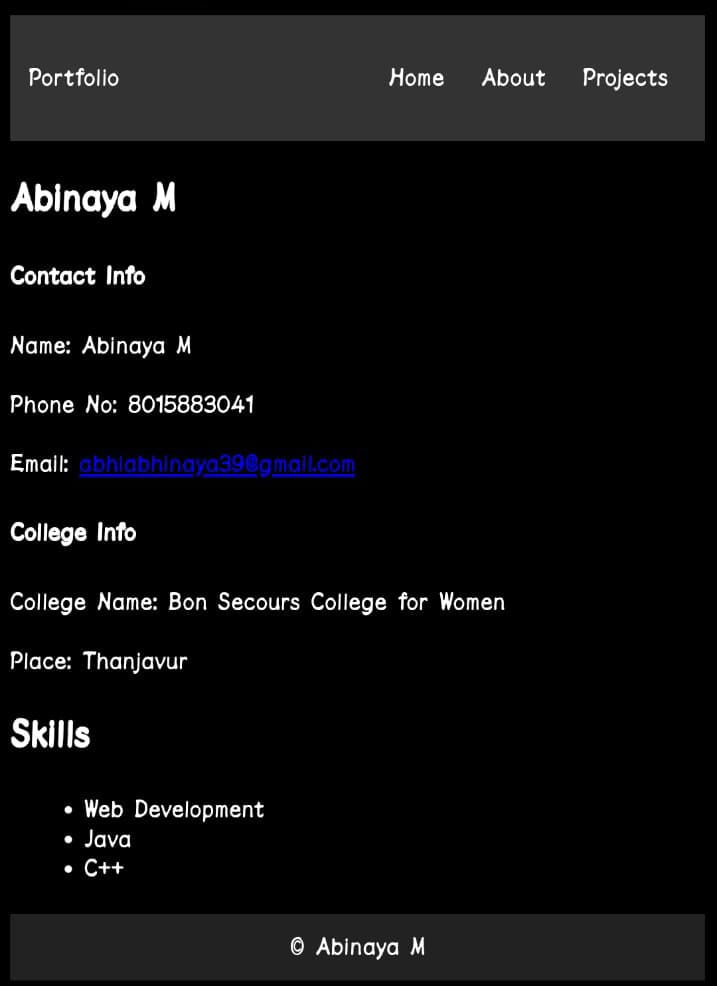 Portfolio Home About Projects
Abinaya M
Contact Info
Name: Abinaya M
Phone No: 8015883041
Email: abhiabhinaya39@gmail.com
College Info
College Name: Bon Secours College for Women
Place: Thanjavur
Skills
• Web Development
• Java
• C++
© Abinaya M